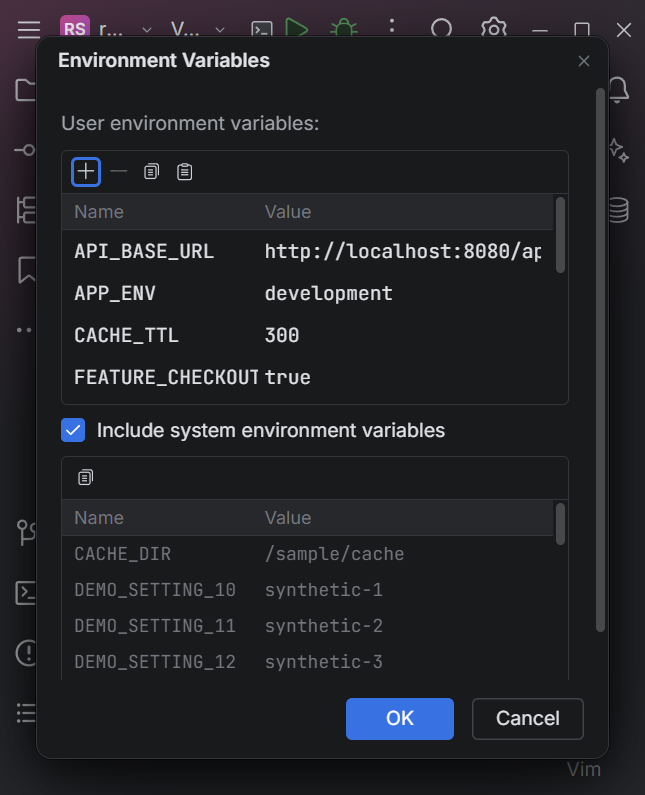 RS r... V...
Environment Variables
User environment variables:
Name Value
API_BASE_URL http://localhost:8080/ap
APP_ENV development
CACHE_TTL 300
FEATURE_CHECKOUT true
Include system environment variables
Name Value
CACHE_DIR /sample/cache
DEMO_SETTING_10 synthetic-1
DEMO_SETTING_11 synthetic-2
DEMO_SETTING_12 synthetic-3
OK Cancel
Vim